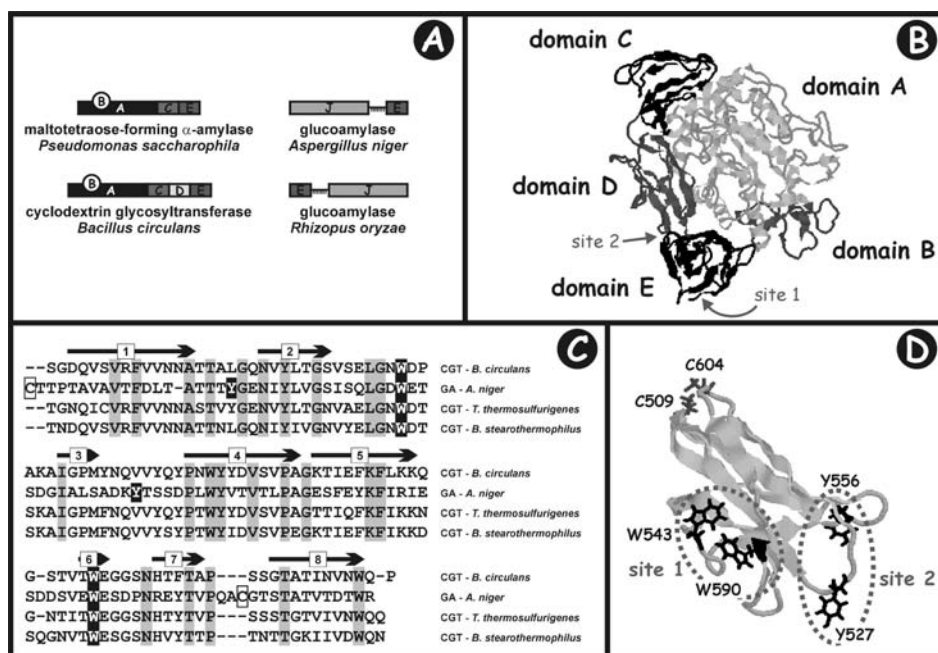 A
B
A
C
E
maltotetraose-forming α-amylase
Pseudomonas saccharophila
J
E
glucoamylase
Aspergillus niger
B
A
C
D
E
cyclodextrin glycosyltransferase
Bacillus circulans
E
J
glucoamylase
Rhizopus oryzae
B
domain C
domain A
domain D
site 2
domain B
domain E
site 1
C
1 2
--SGDQVSVRFVVNNATTALGQNVYLTGSVSELGNWDP CGT - B. circulans
CTTPTAVAVTFDLT-ATTTYGENIYLVGSISQLGDWET GA - A. niger
--TGNQICVRFVVNNASTVYGENVYLTGNVAELGNWDT CGT - T. thermosulfurigenes
--TNDQVSVRFVVNNATTNLGQNIYIVGNVYELGNWDT CGT - B. stearothermophilus
3 4 5
AKAIGPMYNQVVYQYPNWYYDVSVPAGKTIEFKFLKKQ CGT - B. circulans
SDGIALSADKYTSSDPLWYVTVTLPAGESFEYKFIRIE GA - A. niger
SKAIGPMFNQVVYQYPTWYYDVSVPAGTTIQFKFIKKN CGT - T. thermosulfurigenes
SKAIGPMFNQVVYSYPTWYIDVSVPEGKTIEFKFIKKD CGT - B. stearothermophilus
6 7 8
G-STVTWEGGSNHTFTAP---SSGTATINVNWQ-P CGT - B. circulans
SDDSVEWESDPNREYTVPQACGTSTATVTDTWR GA - A. niger
G-NTITWEGGSNHTYTVP---SSSTGTVIVNWQQ CGT - T. thermosulfurigenes
SQGNVTWESGSNHVYTTP---TNTTGKIIVDWQN CGT - B. stearothermophilus
D
C604
C509
Y556
W543
site 1
W590
site 2
Y527